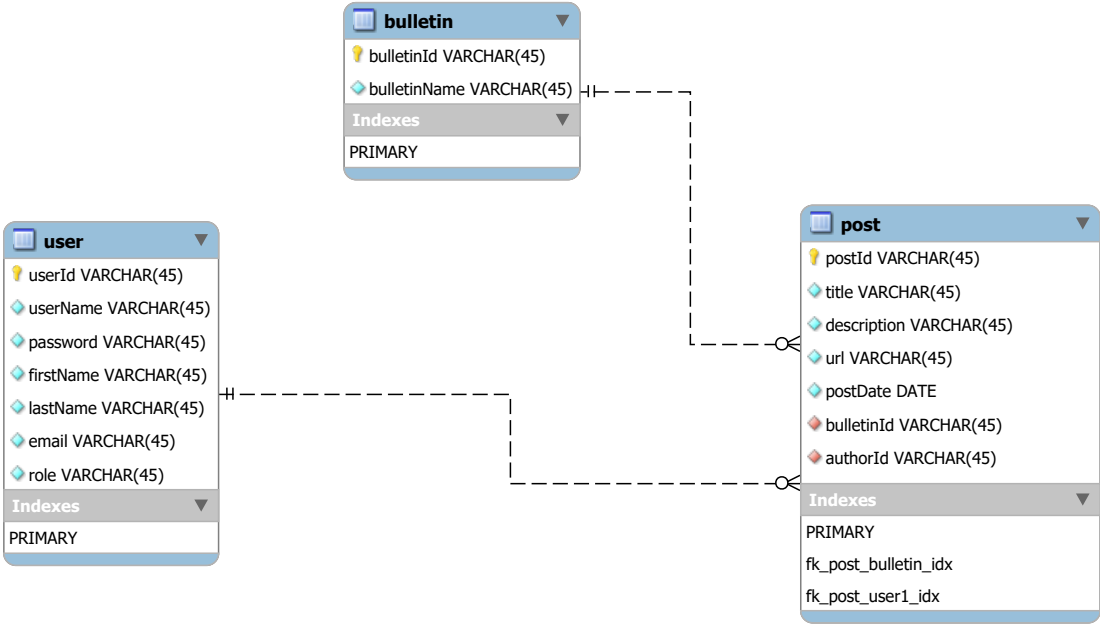 bulletin
bulletinId VARCHAR(45)
bulletinName VARCHAR(45)
Indexes
PRIMARY
user
userId VARCHAR(45)
userName VARCHAR(45)
password VARCHAR(45)
firstName VARCHAR(45)
lastName VARCHAR(45)
email VARCHAR(45)
role VARCHAR(45)
Indexes
PRIMARY
post
postId VARCHAR(45)
title VARCHAR(45)
description VARCHAR(45)
url VARCHAR(45)
postDate DATE
bulletinId VARCHAR(45)
authorId VARCHAR(45)
Indexes
PRIMARY
fk_post_bulletin_idx
fk_post_user1_idx